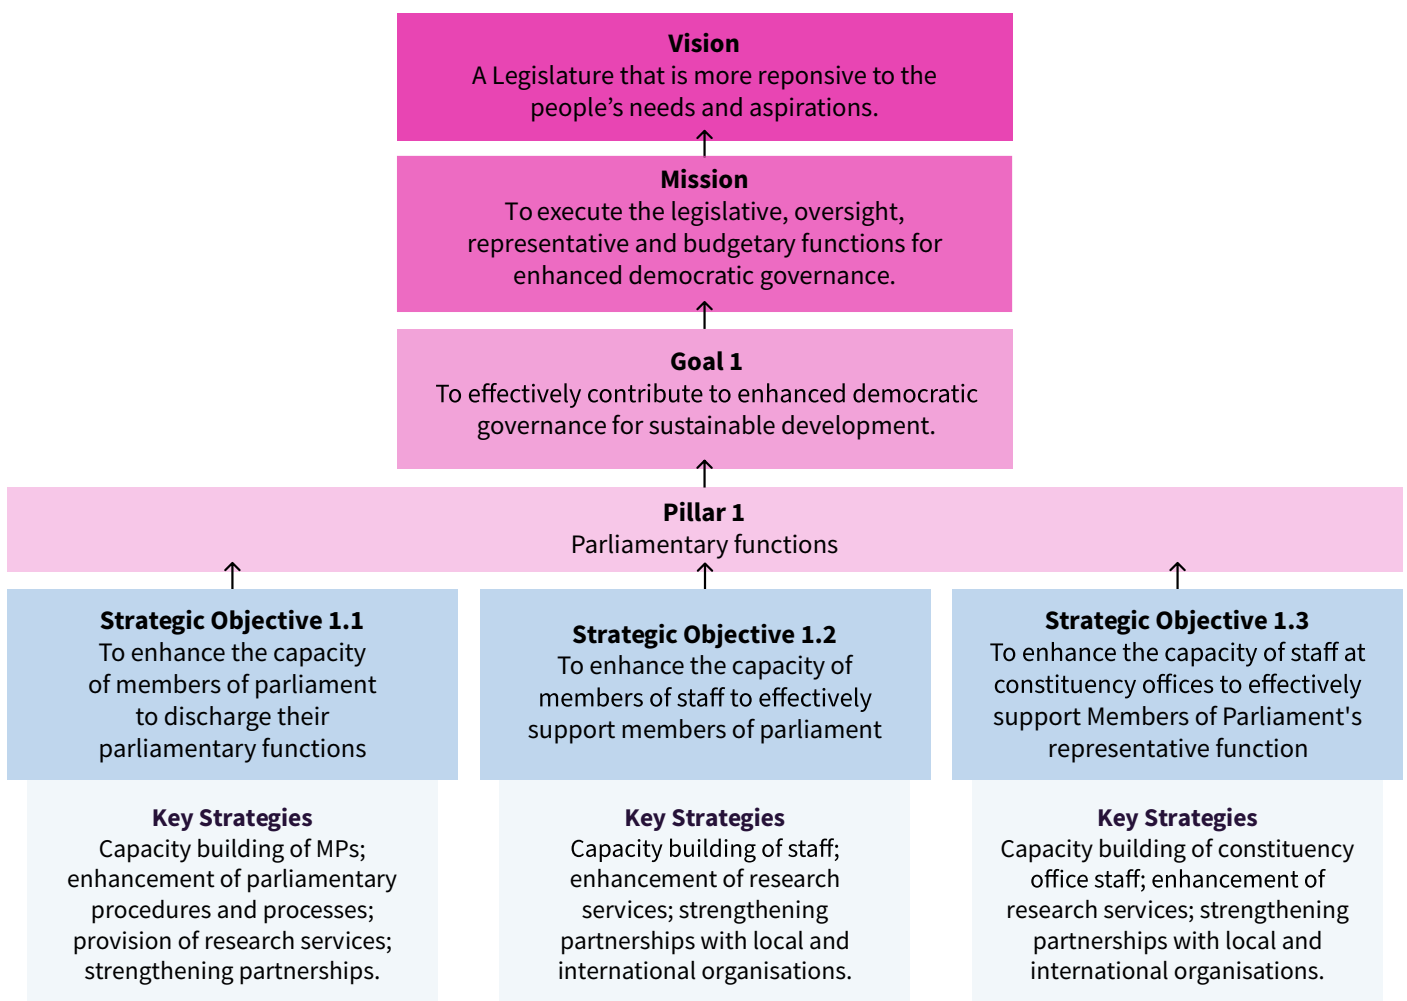 Vision
A Legislature that is more reponsive to the
people’s needs and aspirations.
Mission
To execute the legislative, oversight,
representative and budgetary functions for
enhanced democratic governance.
Goal 1
To effectively contribute to enhanced democratic
governance for sustainable development.
Pillar 1
Parliamentary functions
Strategic Objective 1.1
To enhance the capacity
of members of parliament
to discharge their
parliamentary functions
Key Strategies
Capacity building of MPs;
enhancement of parliamentary
procedures and processes;
provision of research services;
strengthening partnerships.
Strategic Objective 1.2
To enhance the capacity of
members of staff to effectively
support members of parliament
Key Strategies
Capacity building of staff;
enhancement of research
services; strengthening
partnerships with local and
international organisations.
Strategic Objective 1.3
To enhance the capacity of staff at
constituency offices to effectively
support Members of Parliament's
representative function
Key Strategies
Capacity building of constituency
office staff; enhancement of
research services; strengthening
partnerships with local and
international organisations.